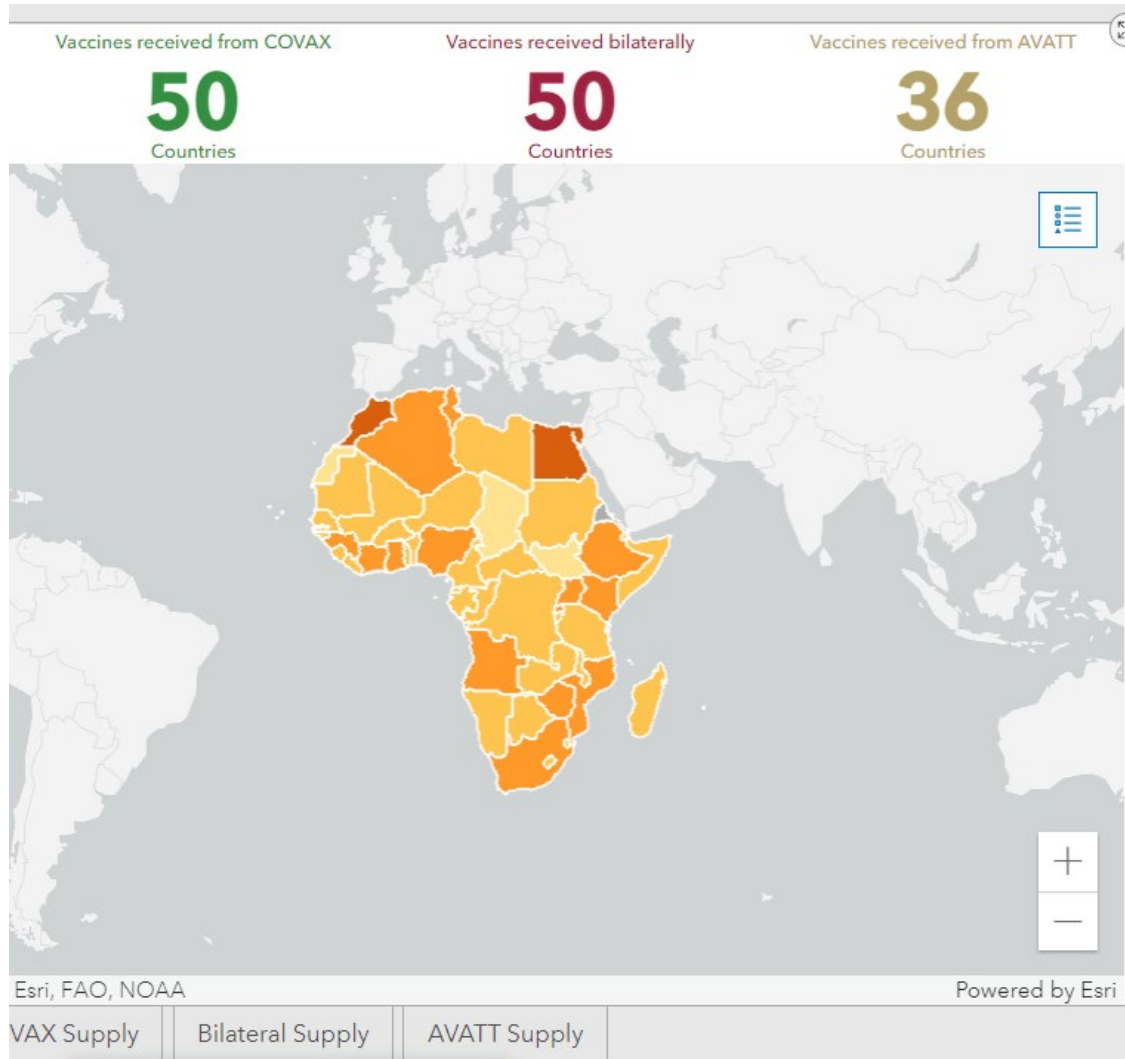 Vaccines received from COVAX
50
Countries
Vaccines received bilaterally
50
Countries
Vaccines received from AVATT
36
Countries
Esri, FAO, NOAA
Powered by Esri
VAX Supply
Bilateral Supply
AVATT Supply